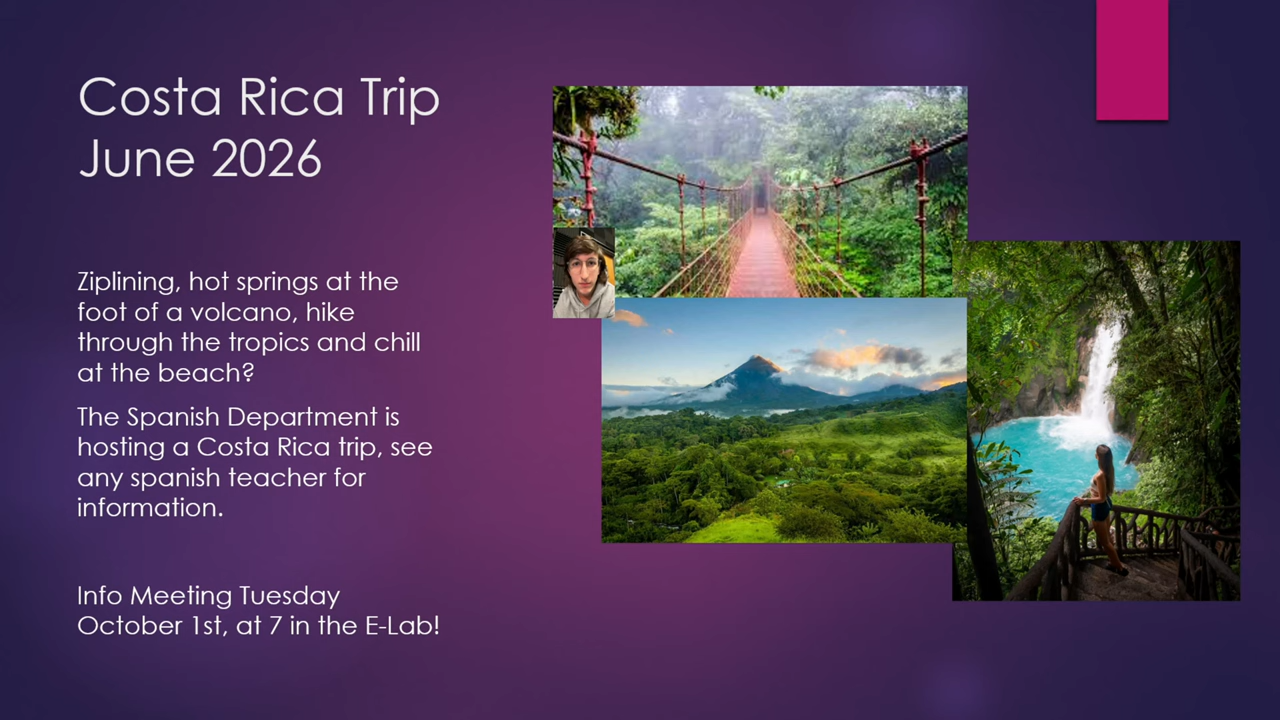 Costa Rica Trip
June 2026
Ziplining, hot springs at the
foot of a volcano, hike
through the tropics and chill
at the beach?
The Spanish Department is
hosting a Costa Rica trip, see
any spanish teacher for
information.
Info Meeting Tuesday
October 1st, at 7 in the E-Lab!